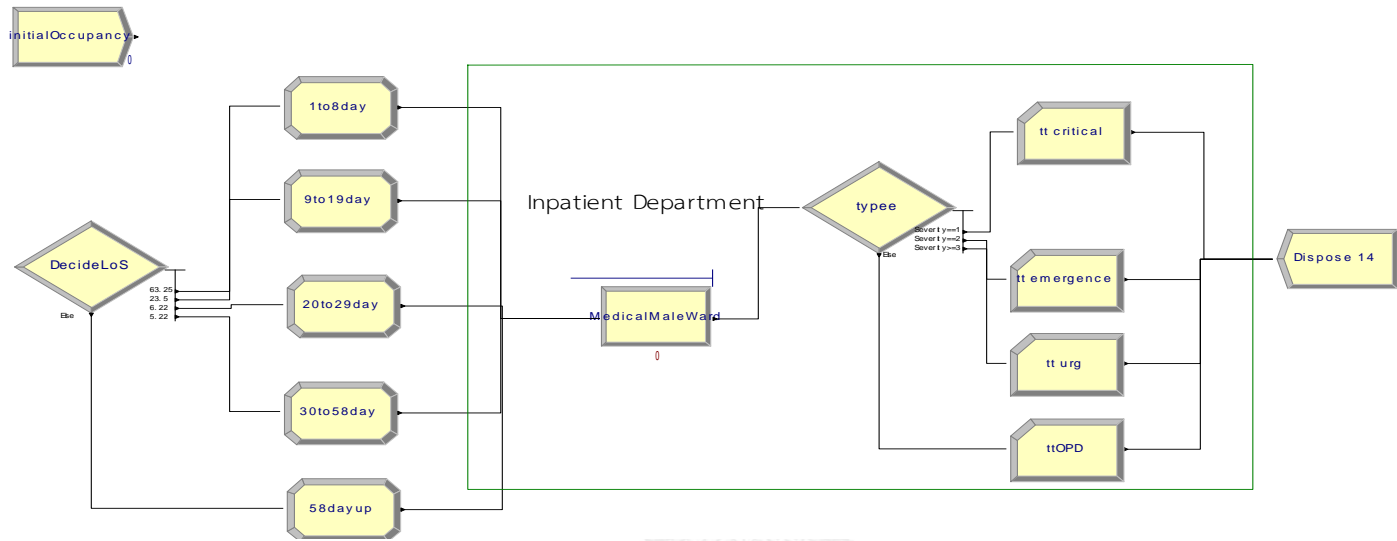 initialOccupancy
0
1to8day
9to19day
20to29day
30to58day
58dayup
DecideLoS
63.25
23.5
6.22
5.22
Else
Inpatient Department
MedicalMaleWard
0
typee
Severity==1
Severity==2
Severity>=3
Else
tt critical
tt emergence
tt urg
ttOPD
Dispose 14